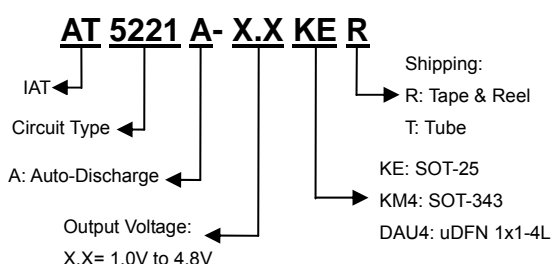 AT 5221 A- X.X KE R
IAT
Circuit Type
A: Auto-Discharge
Output Voltage:
X.X= 1.0V to 4.8V
Shipping:
R: Tape & Reel
T: Tube
KE: SOT-25
KM4: SOT-343
DAU4: uDFN 1x1-4L